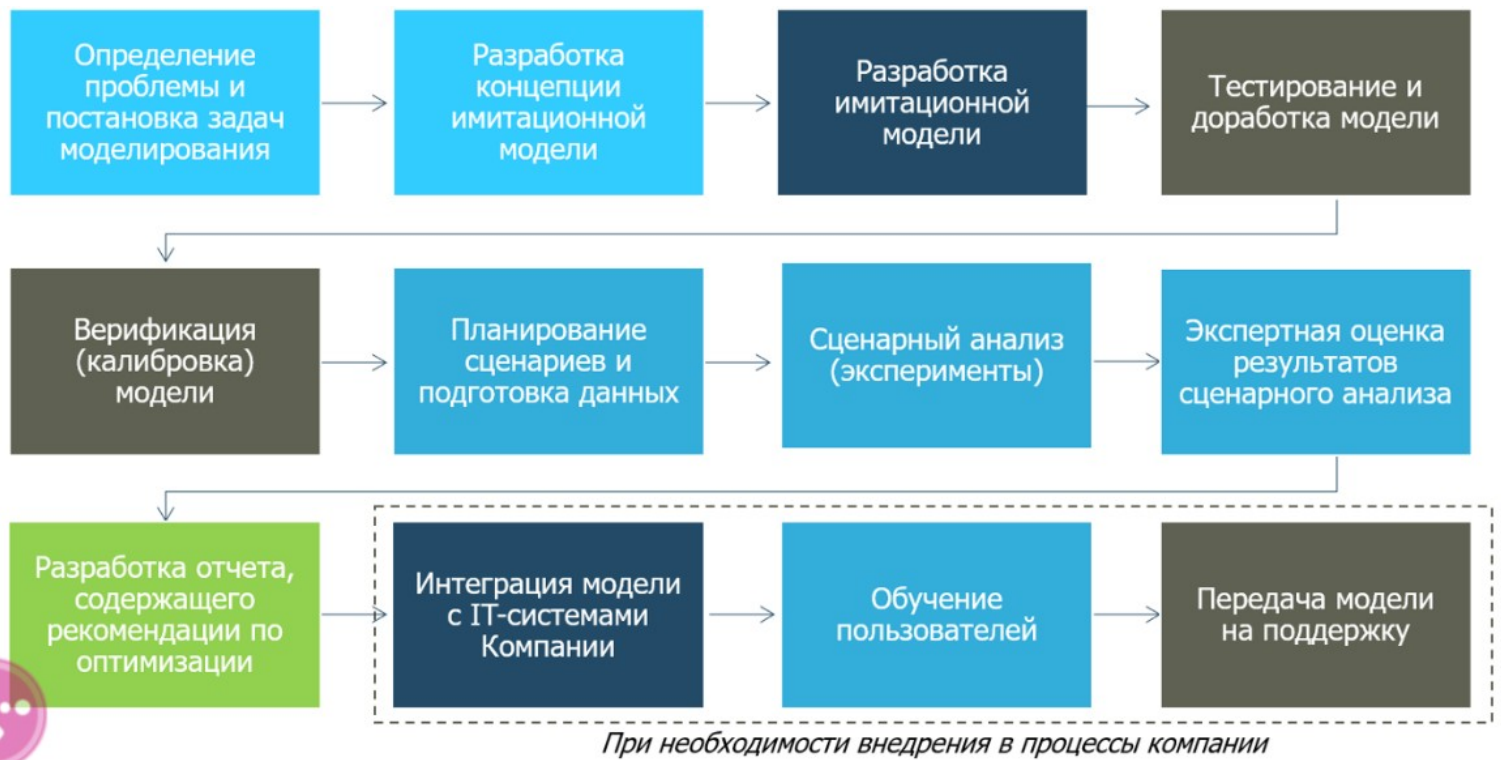 Определение
проблемы и
постановка задач
моделирования
Разработка
концепции
имитационной
модели
Разработка
имитационной
модели
Тестирование и
доработка модели
Верификация
(калибровка)
модели
Планирование
сценариев и
подготовка данных
Сценарный анализ
(эксперименты)
Экспертная оценка
результатов
сценарного анализа
Разработка отчета,
содержащего
рекомендации по
оптимизации
Интеграция модели
с IT-системами
Компании
Обучение
пользователей
Передача модели
на поддержку
При необходимости внедрения в процессы компании